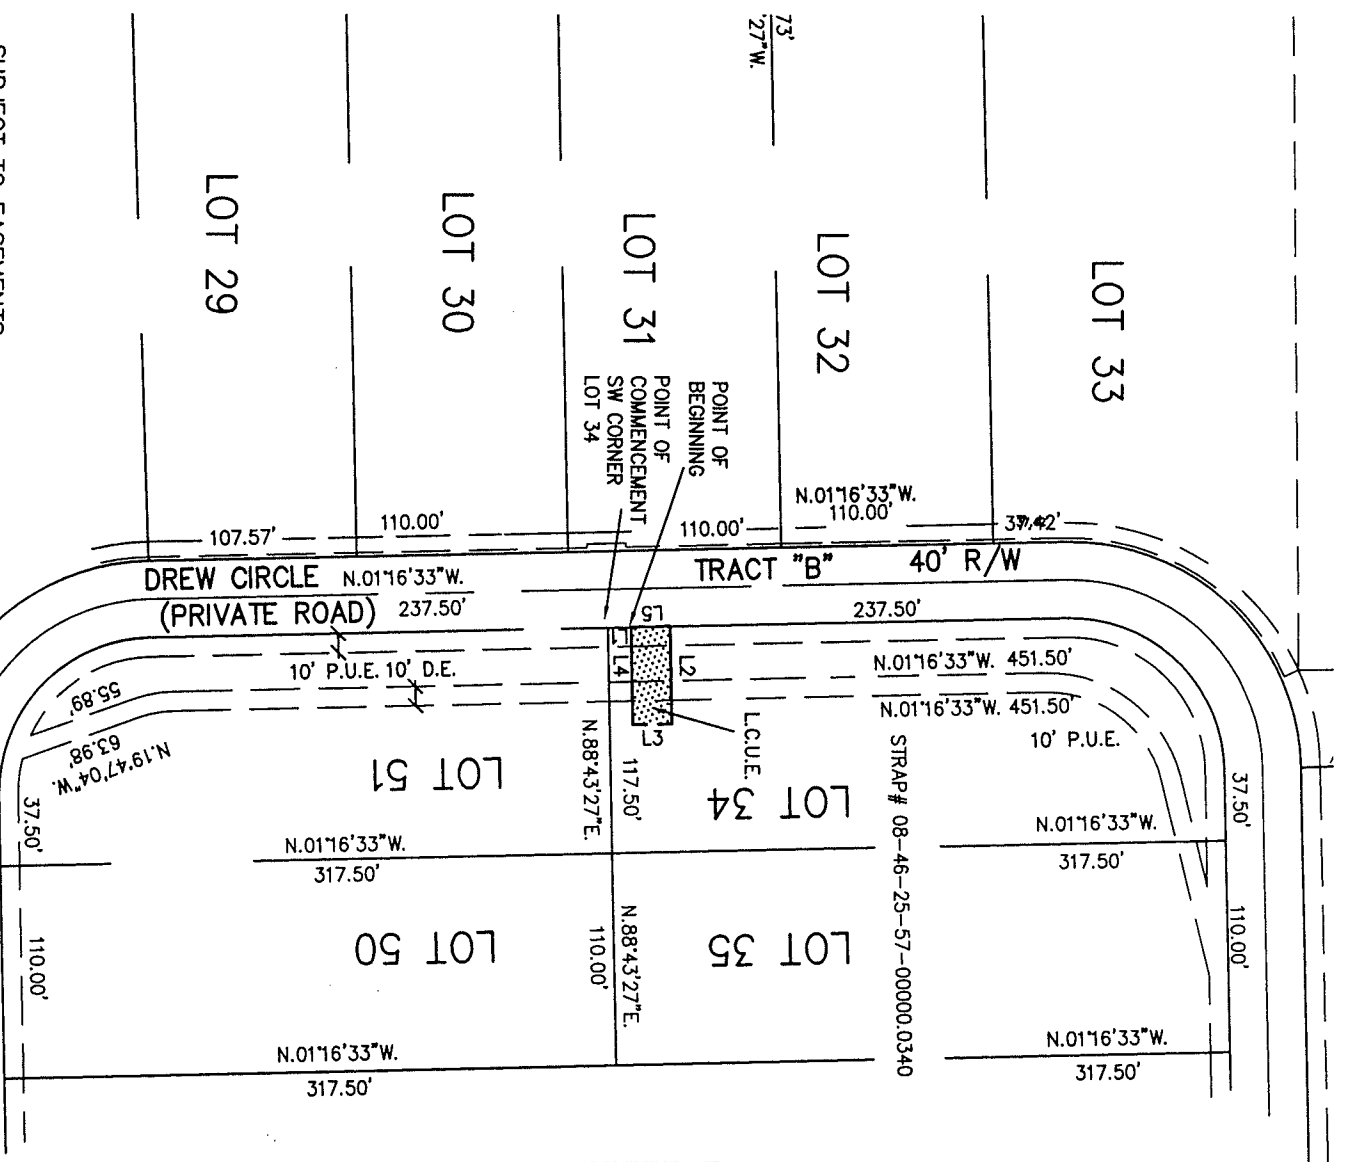 73'
'27"W.
LOT 29
LOT 30
LOT 31
LOT 32
LOT 33
POINT OF
BEGINNING
POINT OF
COMMENCEMENT
SW CORNER
LOT 34
N.01°16'33"W.
110.00'
107.57'
110.00'
110.00'
DREW CIRCLE
(PRIVATE ROAD)
N.01°16'33"W.
237.50'
TRACT "B"
40' R/W
237.50'
L5
L1
L4
L2
L3
10' P.U.E.
10' D.E.
N.01°16'33"W. 451.50'
N.01°16'33"W. 451.50'
10' P.U.E.
55.89'
63.98'
N.19°47'04"W.
L.C.U.E.
LOT 51
LOT 34
N.88°43'27"E.
117.50'
STRAP# 08-46-25-57-00000.0340
37.50'
37.50'
N.01°16'33"W.
317.50'
N.01°16'33"W.
317.50'
LOT 50
LOT 35
N.88°43'27"E.
110.00'
110.00'
110.00'
N.01°16'33"W.
317.50'
N.01°16'33"W.
317.50'